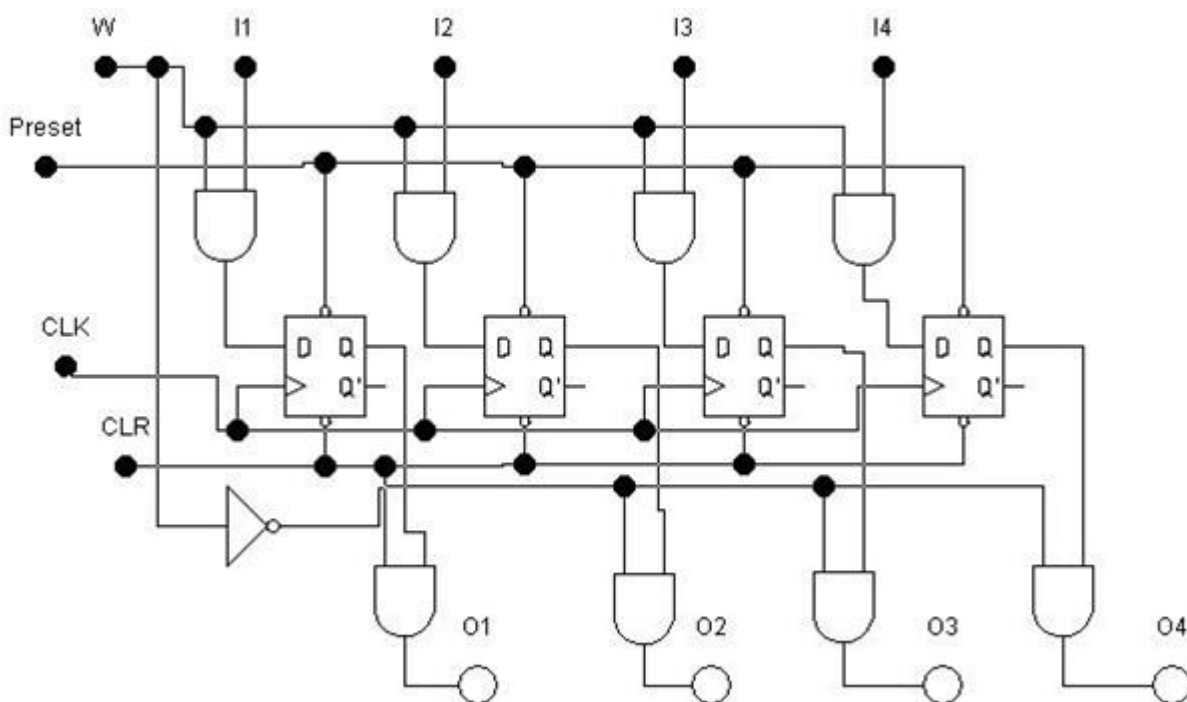 W I1 I2 I3 I4
Preset
D Q D Q D Q D Q
CLK
Q' Q' Q' Q'
CLR
O1 O2 O3 O4